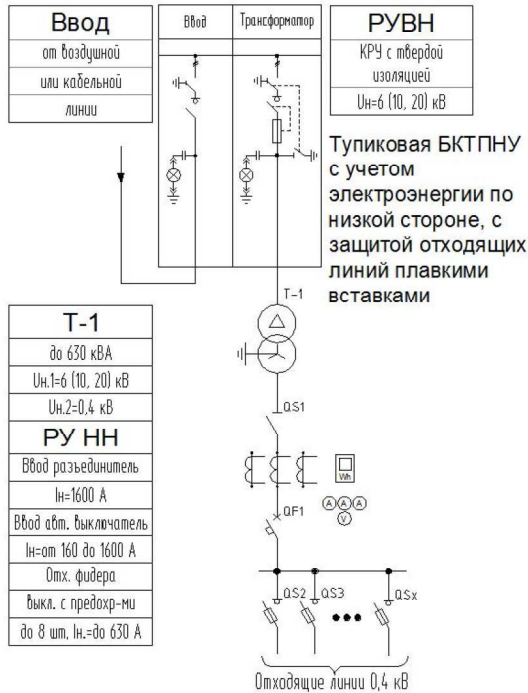 Ввод
от воздушной
или кабельной
линии
Ввод
Трансформатор
РУВН
КРУ с твердой
изоляцией
Uн=6 (10, 20) кВ
Тупиковая БКТПНУ
с учетом
электроэнергии по
низкой стороне, с
защитой отходящих
линий плавкими
вставками
Т-1
Т-1
до 630 кВА
Uн.1=6 (10, 20) кВ
Uн.2=0,4 кВ
РУ НН
Ввод разъединитель
Iн=1600 А
Ввод авт. выключатель
Iн=от 160 до 1600 А
Отх. фидера
выкл. с предохр-ми
до 8 шт, Iн.=до 630 А
QS1
Wh
A A A
V
QF1
QS2 QS3 QSx
Отходящие линии 0,4 кВ